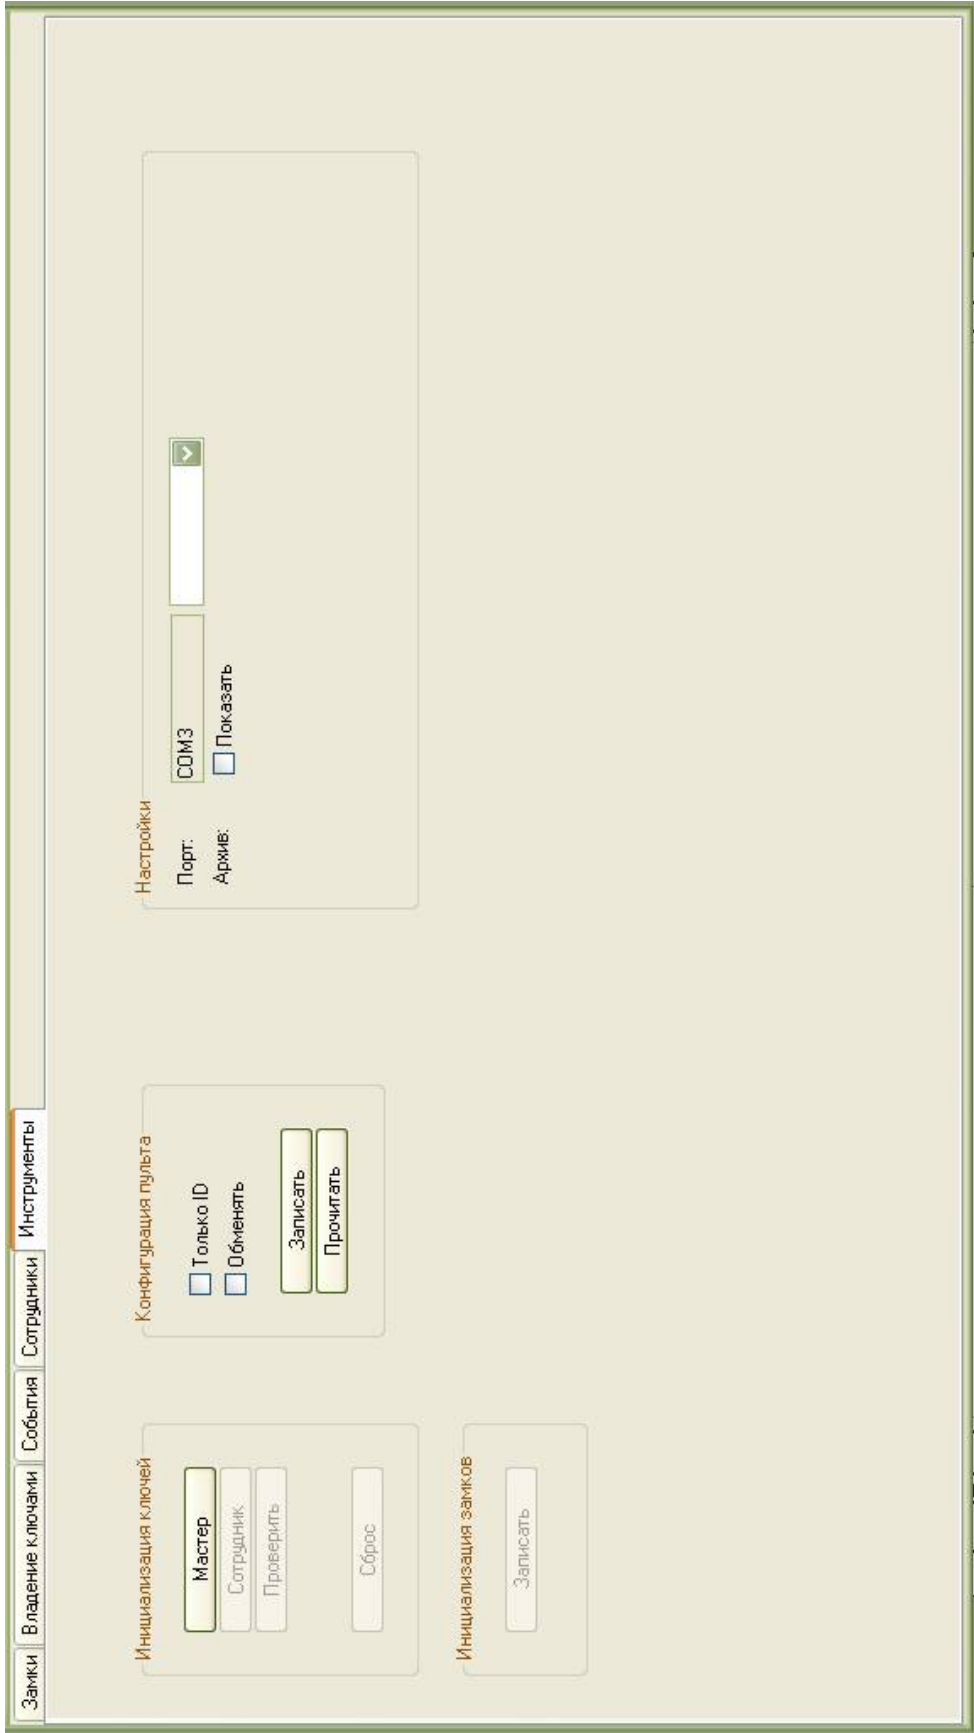 Замки Владение ключами События Сотрудники Инструменты
Инициализация ключей
Мастер
Сотрудник
Проверить
Сброс
Инициализация замков
Записать
Конфигурация пульта
Только ID
Обменять
Записать
Прочитать
Настройки
Порт: COM3
Архив: Показать